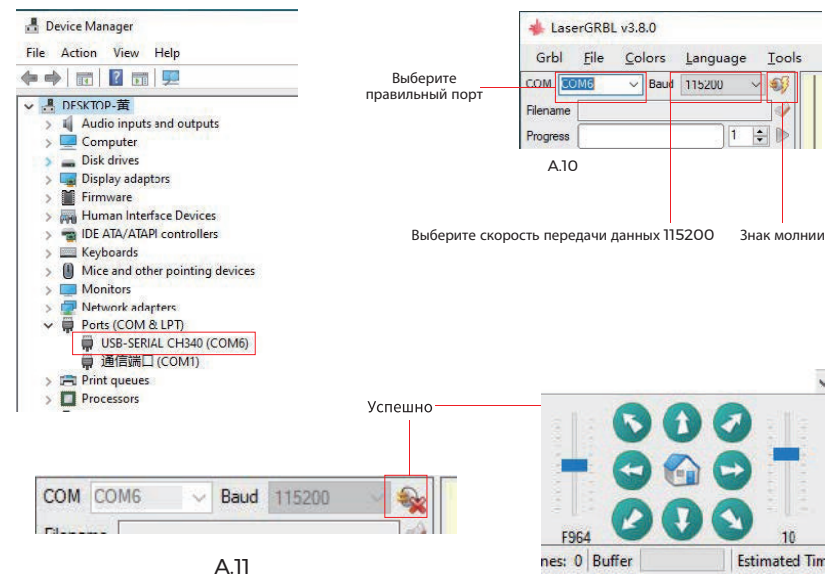 Device Manager
File Action View Help
DESKTOP-黄
Audio inputs and outputs
Computer
Disk drives
Display adaptors
Firmware
Human Interface Devices
IDE ATA/ATAPI controllers
Keyboards
Mice and other pointing devices
Monitors
Network adapters
Ports (COM & LPT)
USB-SERIAL CH340 (COM6)
通信端口 (COM1)
Print queues
Processors
Выберите
правильный порт
LaserGRBL v3.8.0
Grbl File Colors Language Tools
COM COM6 Baud 115200
Filename
Progress 1
A.10
Выберите скорость передачи данных 115200
Знак молнии
Успешно
COM COM6 Baud 115200
Filename
A.11
F964 10
nes: 0 Buffer Estimated Tim